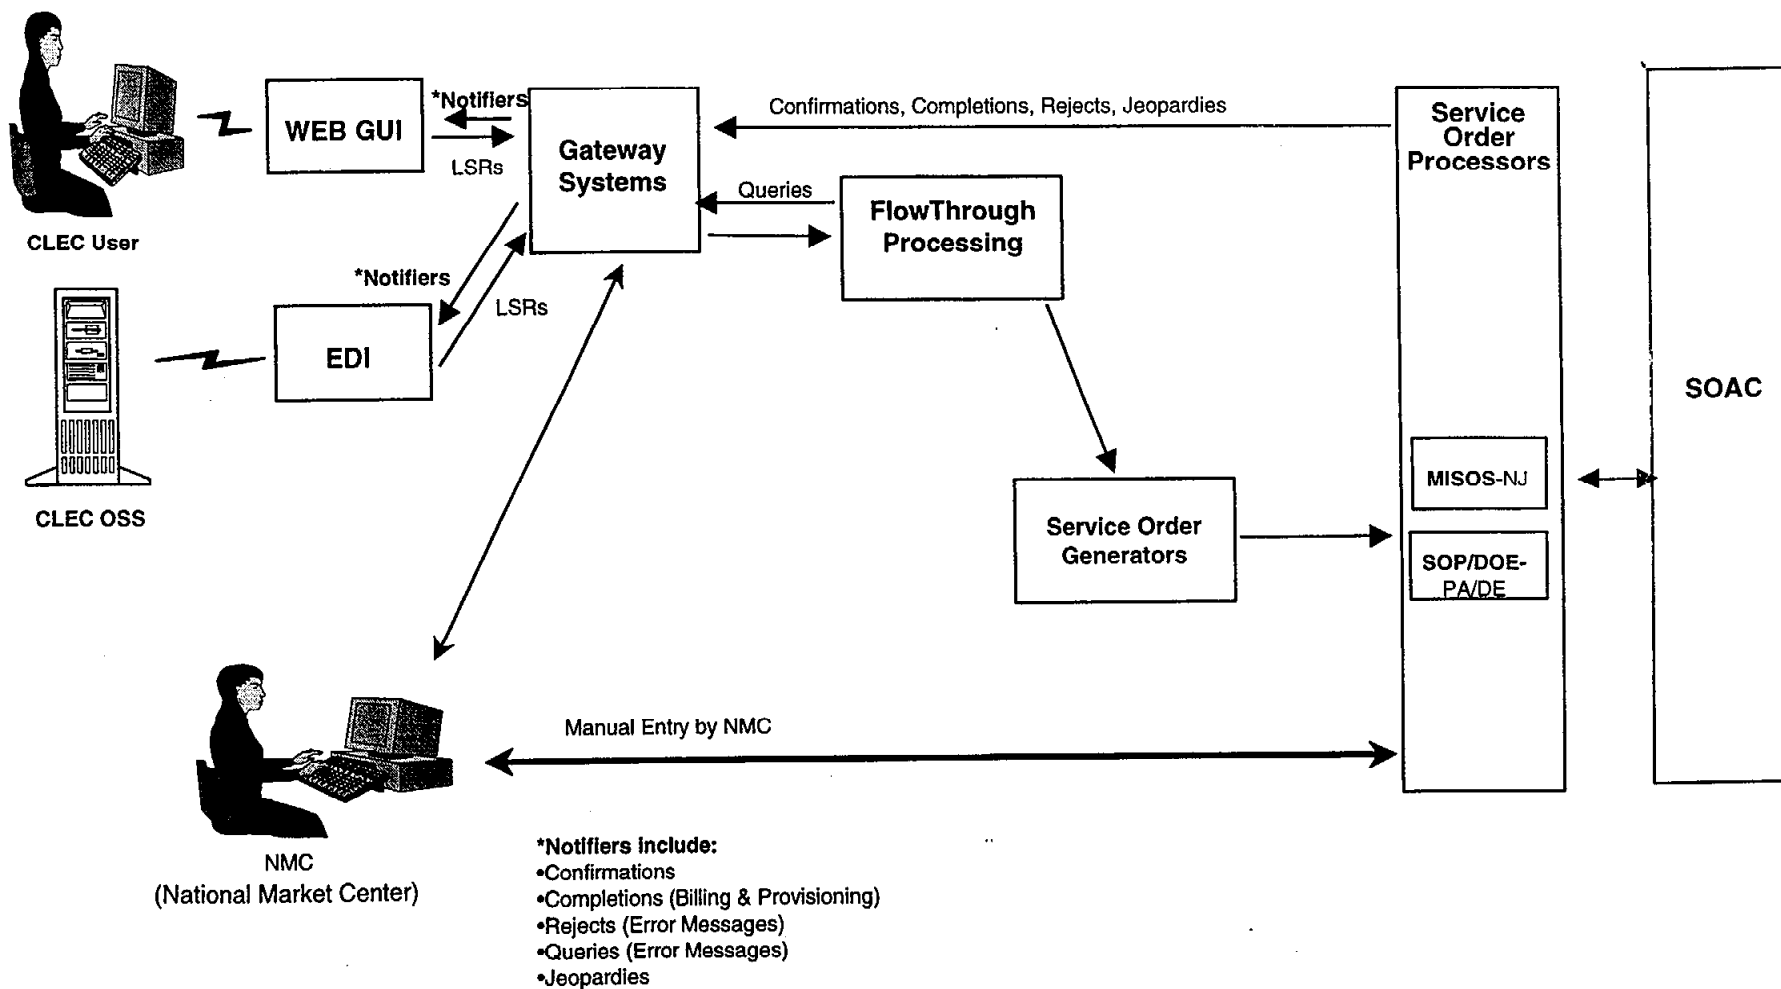 CLEC User
WEB GUI
*Notifiers
LSRs
Gateway
Systems
Confirmations, Completions, Rejects, Jeopardies
Queries
FlowThrough
Processing
Service
Order
Processors
SOAC
*Notifiers
LSRs
EDI
CLEC OSS
MISOS-NJ
SOP/DOE-
PA/DE
Service Order
Generators
Manual Entry by NMC
NMC
(National Market Center)
*Notifiers include:
•Confirmations
•Completions (Billing & Provisioning)
•Rejects (Error Messages)
•Queries (Error Messages)
•Jeopardies